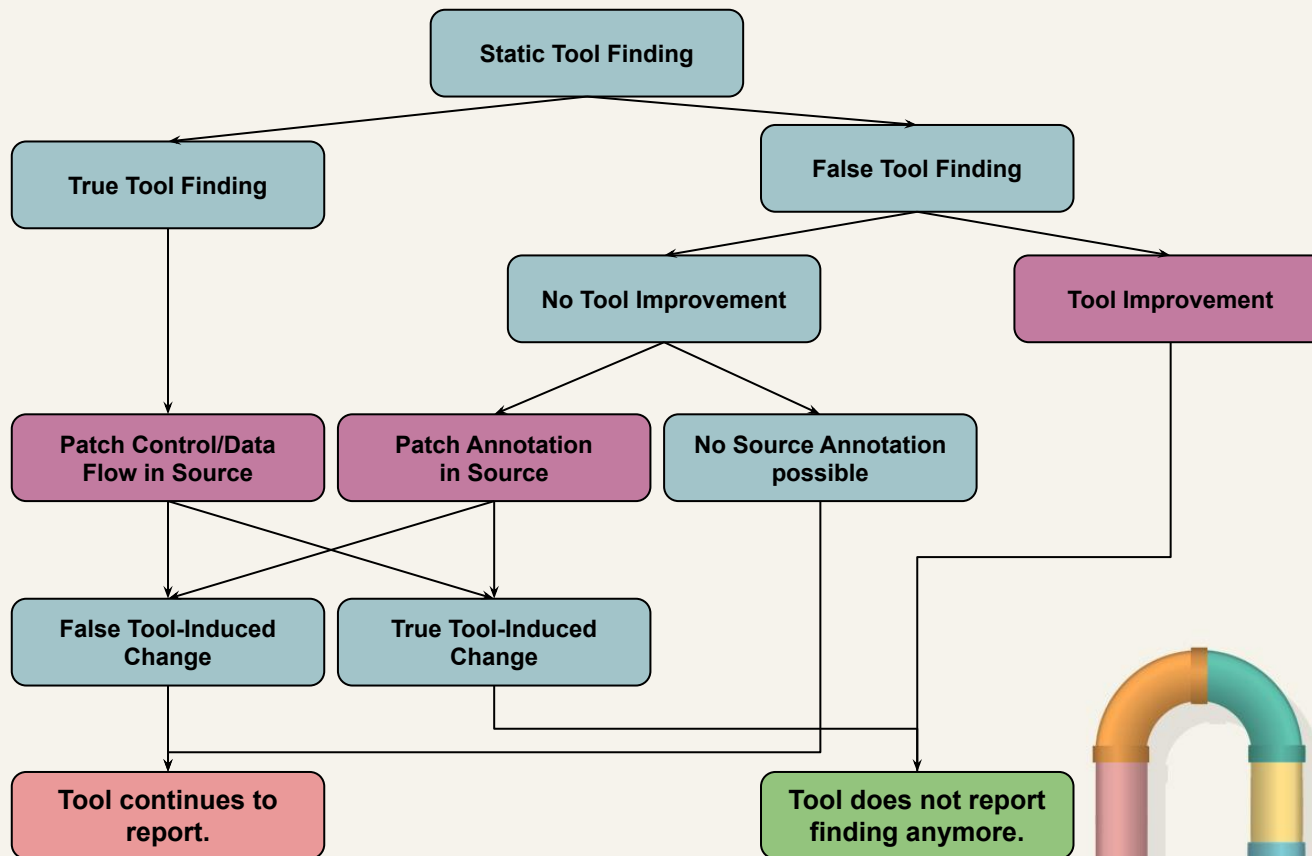 Static Tool Finding
True Tool Finding
False Tool Finding
No Tool Improvement
Tool Improvement
Patch Control/Data
Flow in Source
Patch Annotation
in Source
No Source Annotation
possible
False Tool-Induced
Change
True Tool-Induced
Change
Tool continues to
report.
Tool does not report
finding anymore.